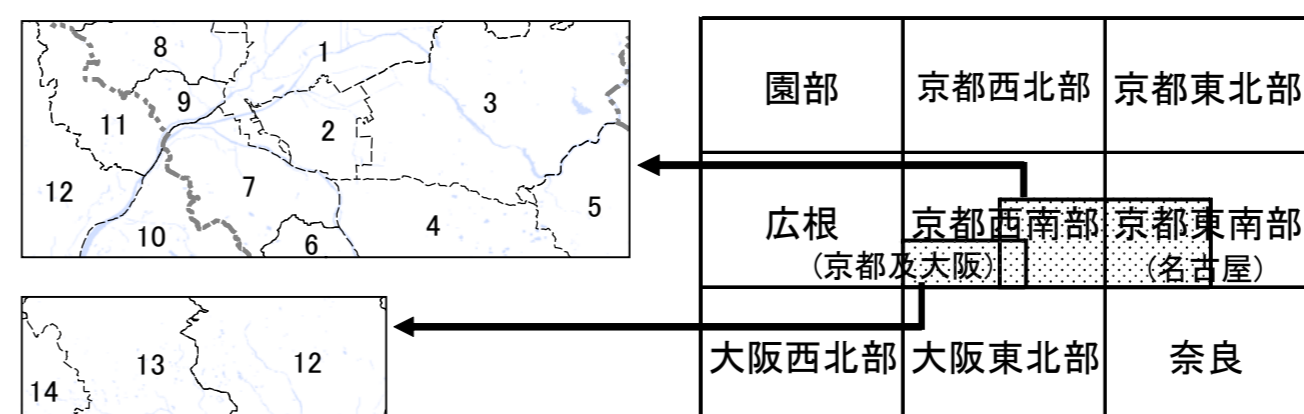 8
1
9
3
11
2
12
7
5
10
6
4
13
12
14
園部
京都西北部
京都東北部
広根
京都西南部
京都東南部
(京都及大阪)
(名古屋)
大阪西北部
大阪東北部
奈良